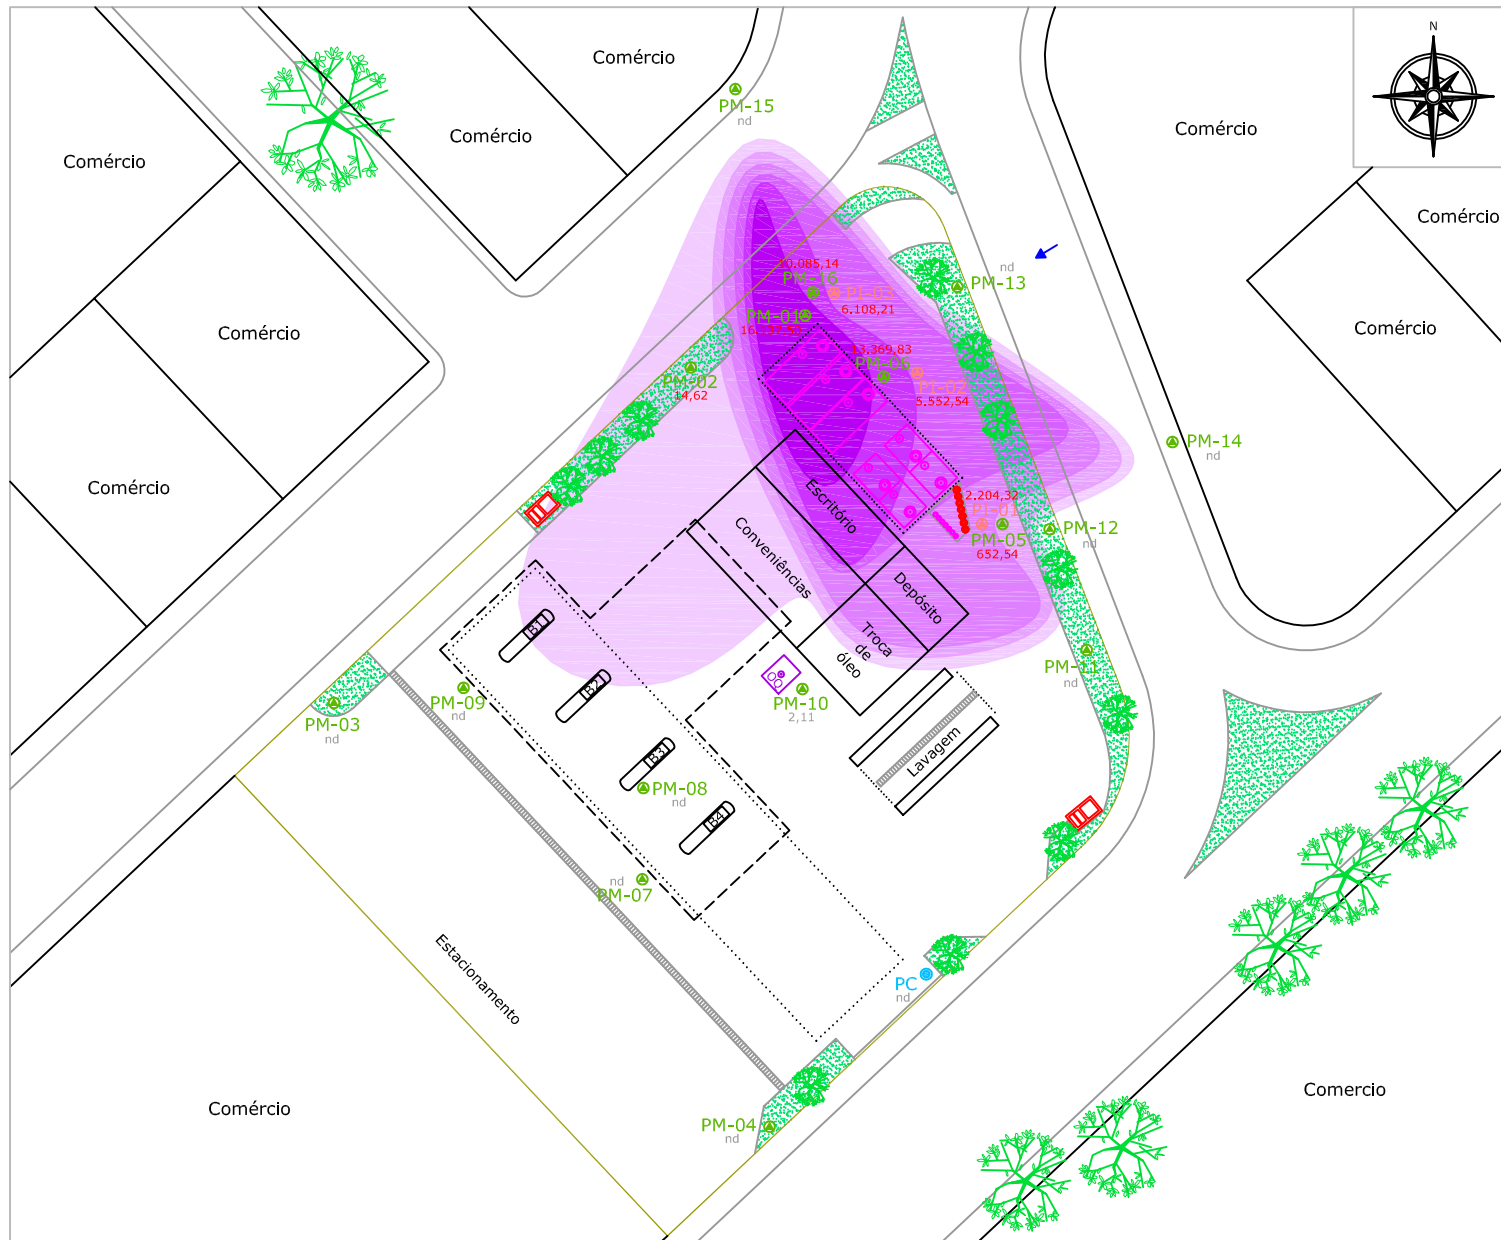 N
Comércio
PM-15
nd
Comércio
Comércio
Comércio
Comércio
Comércio
Comércio
Comércio
10.085,14
PM-16
PI-03
6.108,21
PM-01
nd
PM-13
13.369,83
PM-06
PI-02
5.552,54
PM-02
14,62
PM-14
nd
Escritório
Conveniências
2.204,32
PI-01
PM-05
652,54
PM-12
nd
Depósito
Troca
de
óleo
B1
B2
B3
B4
PM-11
nd
PM-09
nd
OQ
PM-10
2,11
PM-03
nd
Lavagem
PM-08
nd
nd
PM-07
Estacionamento
PC
nd
PM-04
nd
Comércio
Comercio